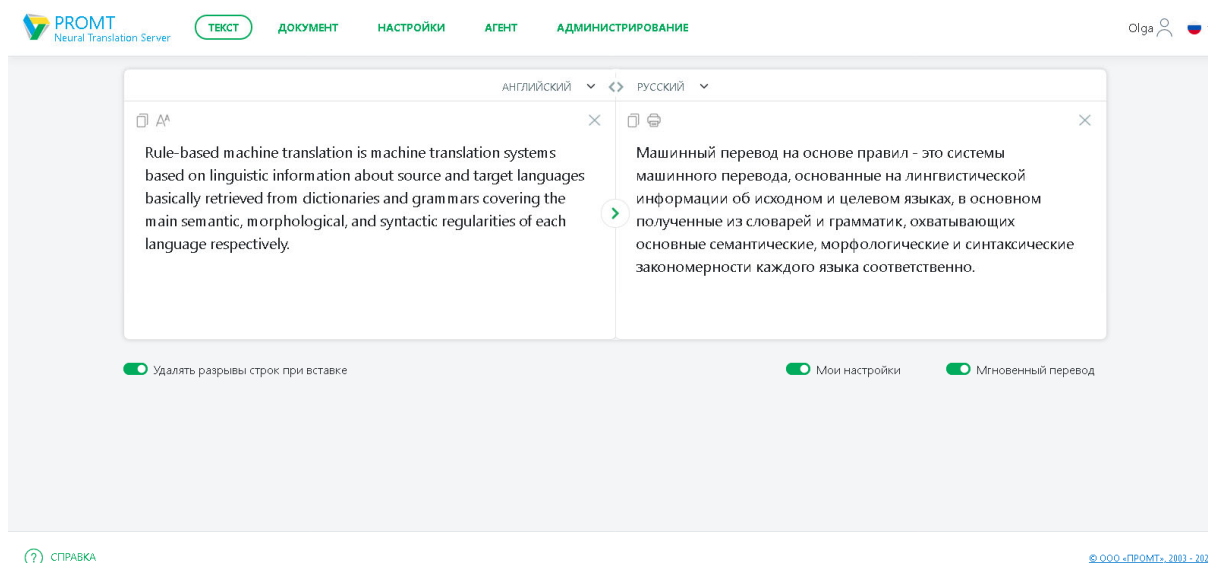 PROMT
Neural Translation Server
ТЕКСТ
ДОКУМЕНТ
НАСТРОЙКИ
АГЕНТ
АДМИНИСТРИРОВАНИЕ
Olga
АНГЛИЙСКИЙ
РУССКИЙ
Rule-based machine translation is machine translation systems
based on linguistic information about source and target languages
basically retrieved from dictionaries and grammars covering the
main semantic, morphological, and syntactic regularities of each
language respectively.
Машинный перевод на основе правил - это системы
машинного перевода, основанные на лингвистической
информации об исходном и целевом языках, в основном
полученные из словарей и грамматик, охватывающих
основные семантические, морфологические и синтаксические
закономерности каждого языка соответственно.
Удалять разрывы строк при вставке
Мои настройки
Мгновенный перевод
СПРАВКА
© ООО «ПРОМТ», 2003 -